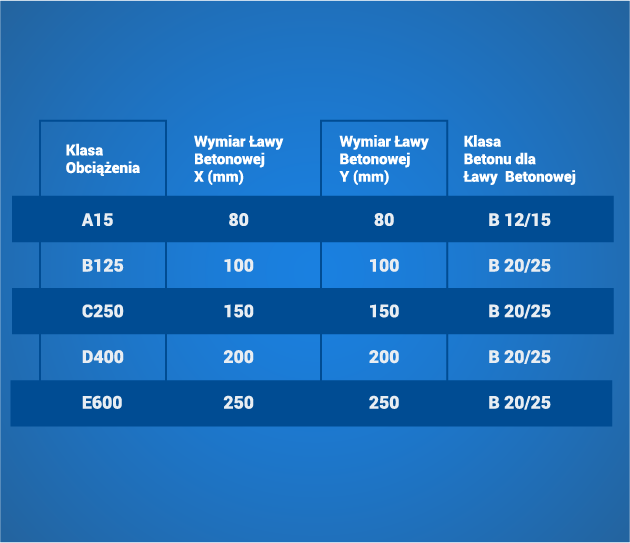 Klasa
Obciążenia
Wymiar Ławy
Betonowej
X (mm)
Wymiar Ławy
Betonowej
Y (mm)
Klasa
Betonu dla
Ławy Betonowej
A15 80 80 B 12/15
B125 100 100 B 20/25
C250 150 150 B 20/25
D400 200 200 B 20/25
E600 250 250 B 20/25